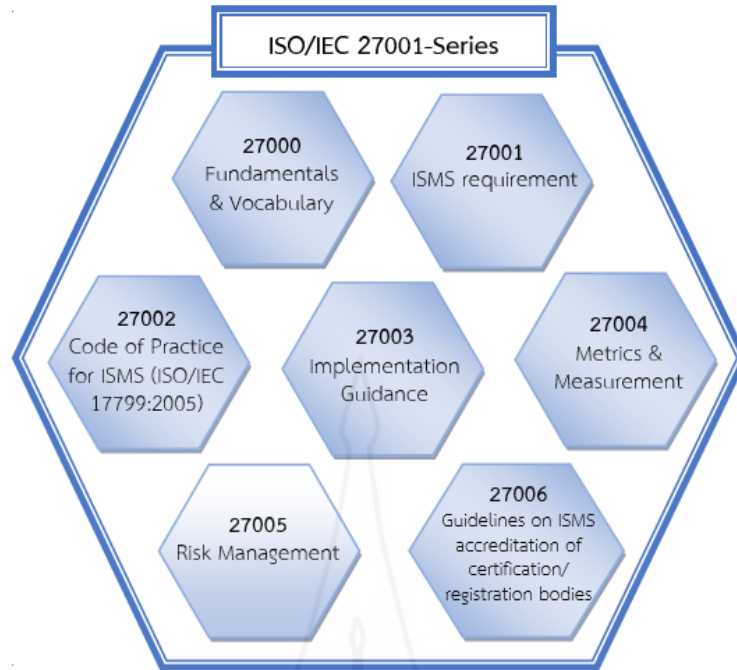 ISO/IEC 27001-Series
27000
Fundamentals
& Vocabulary
27001
ISMS requirement
27002
Code of Practice
for ISMS (ISO/IEC
17799:2005)
27003
Implementation
Guidance
27004
Metrics &
Measurement
27005
Risk Management
27006
Guidelines on ISMS
accreditation of
certification/
registration bodies